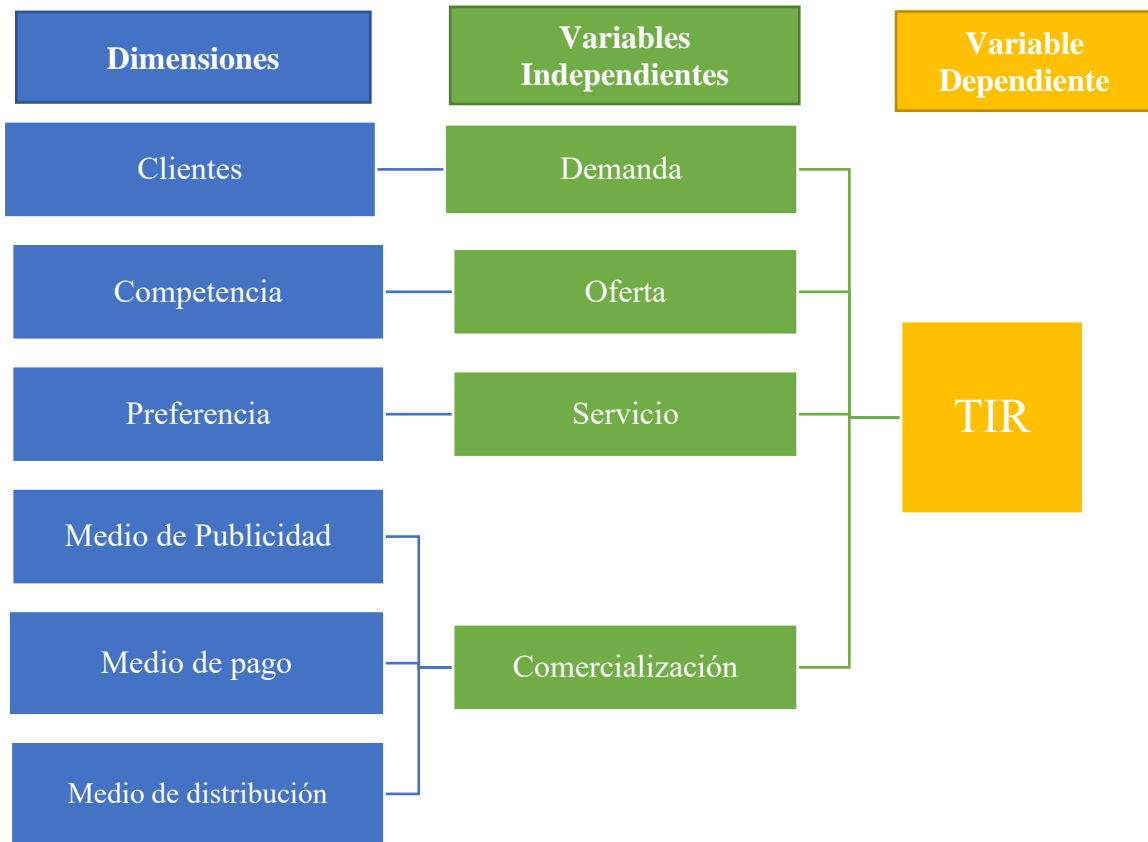 Dimensiones
Variables
Independientes
Variable
Dependiente
Clientes
Demanda
Competencia
Oferta
Preferencia
Servicio
TIR
Medio de Publicidad
Medio de pago
Comercialización
Medio de distribución